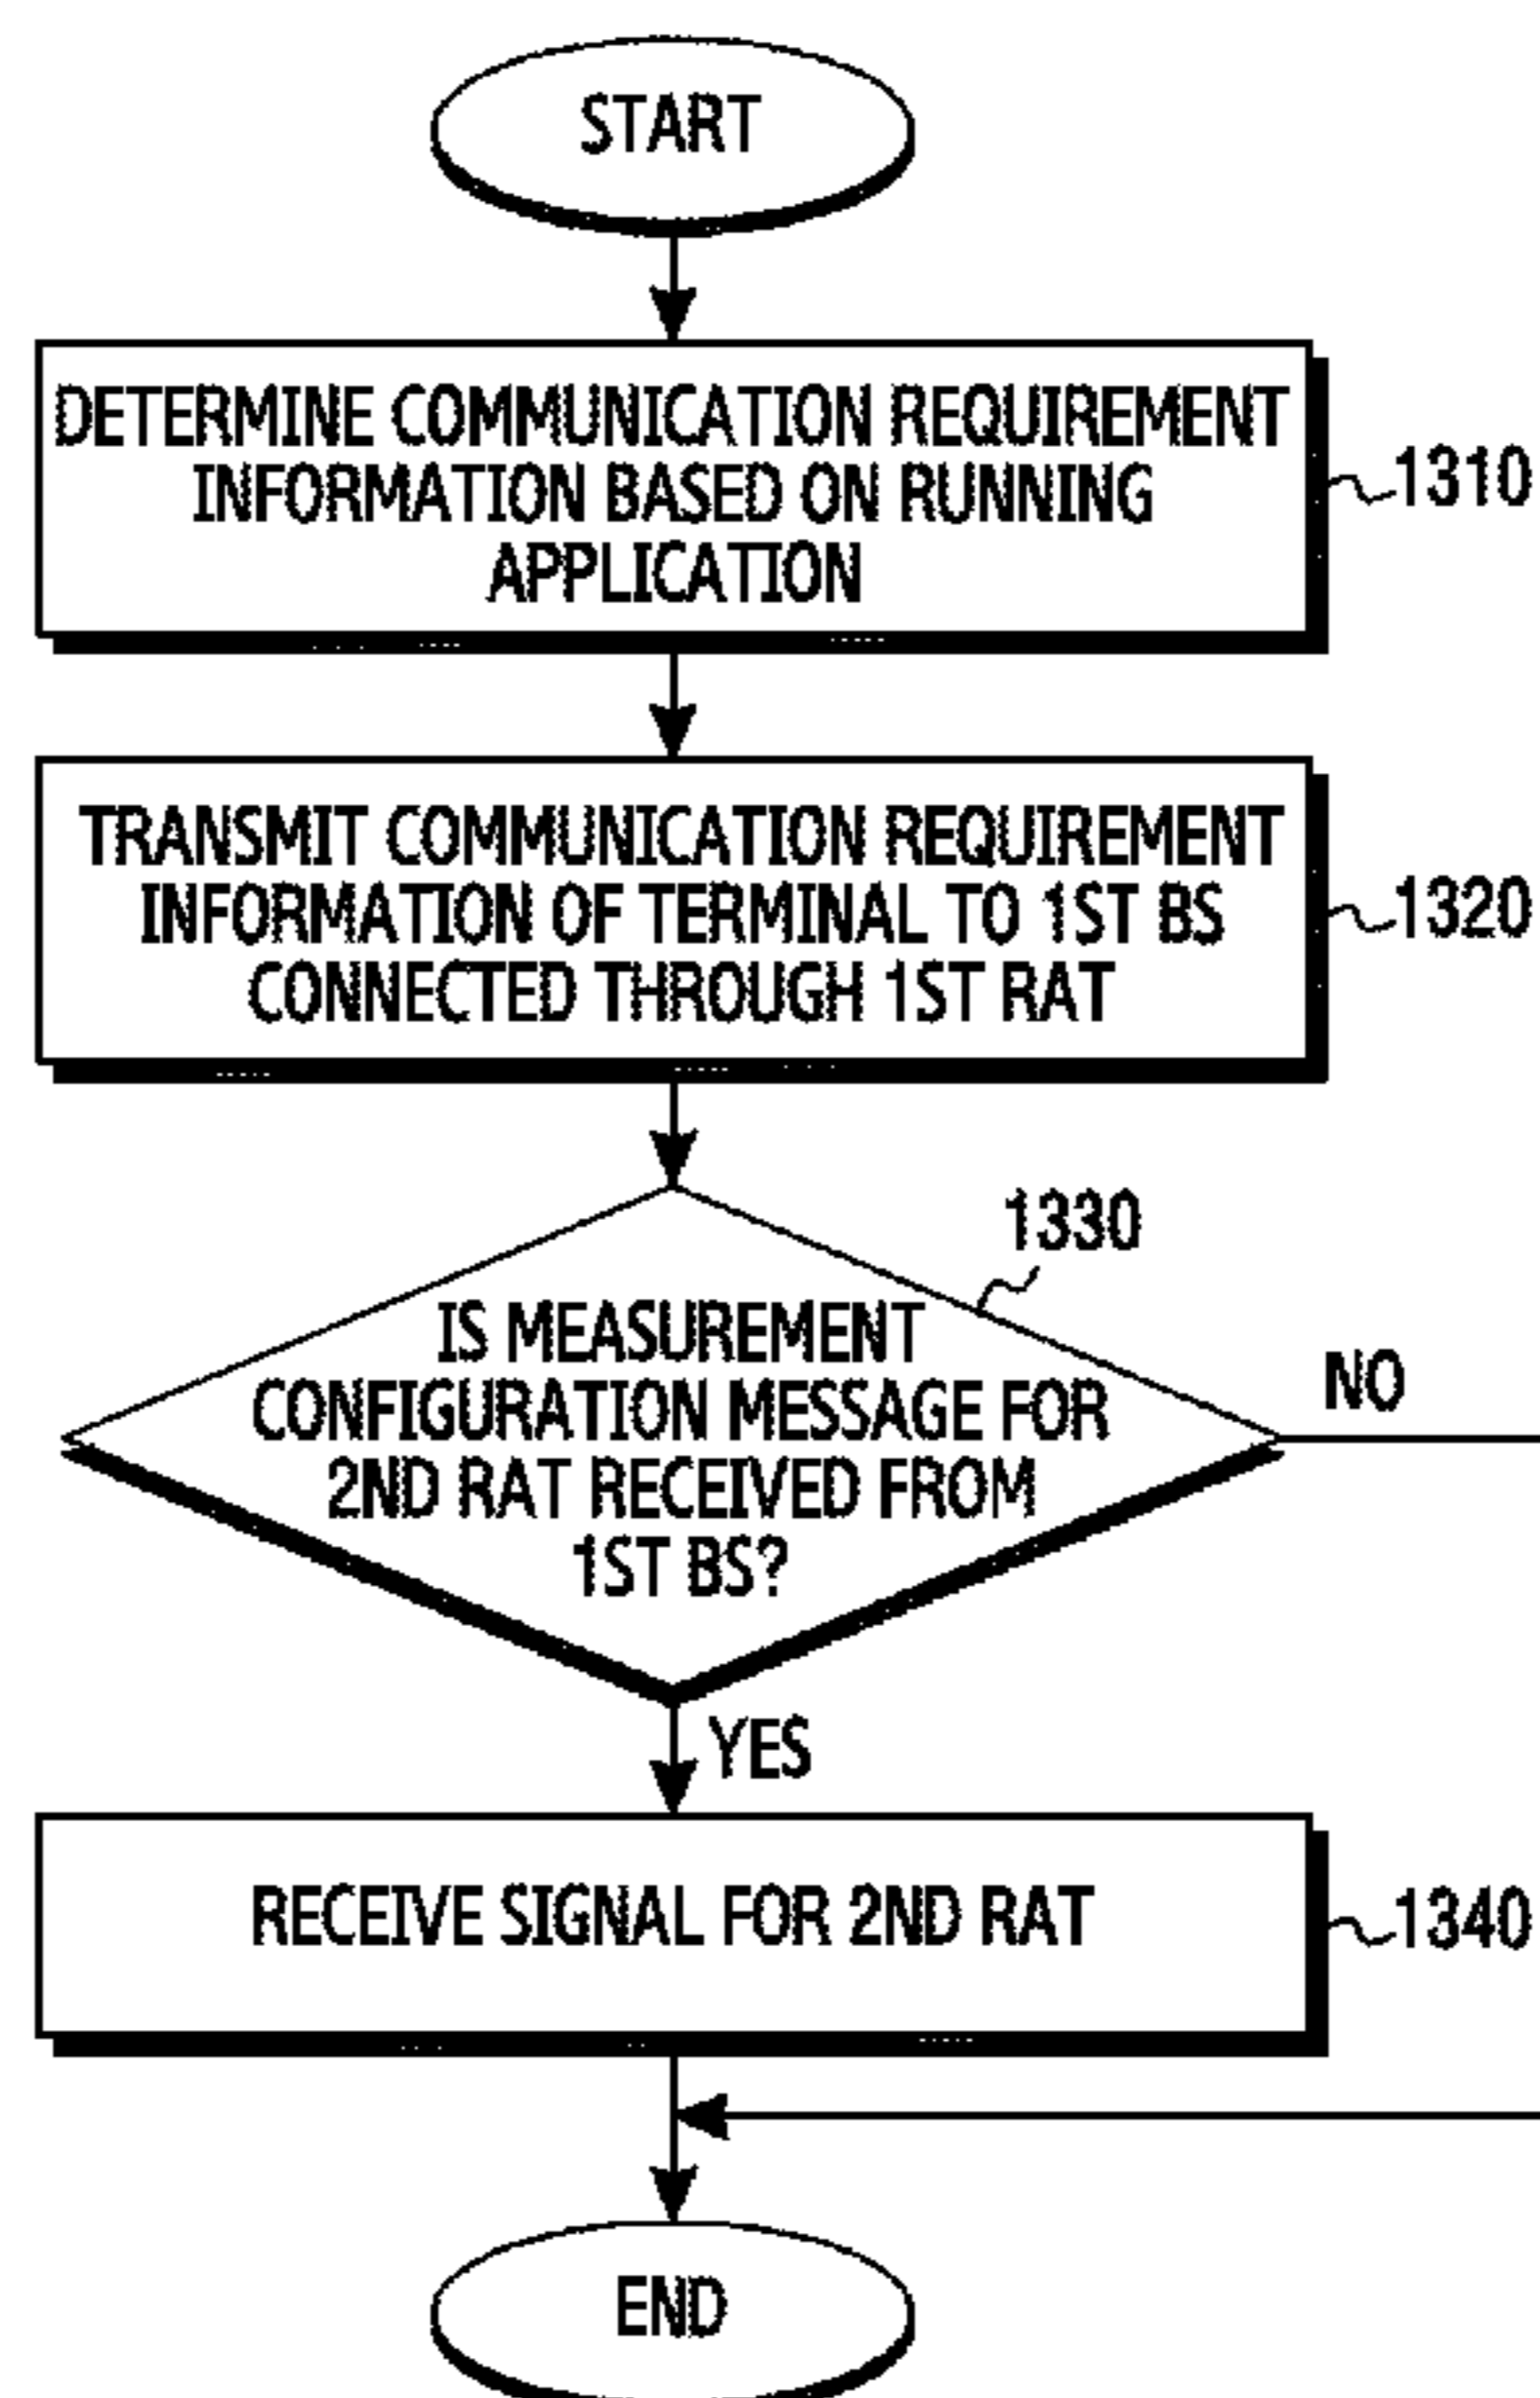 START
DETERMINE COMMUNICATION REQUIREMENT
INFORMATION BASED ON RUNNING
APPLICATION
1310
TRANSMIT COMMUNICATION REQUIREMENT
INFORMATION OF TERMINAL TO 1ST BS
CONNECTED THROUGH 1ST RAT
1320
1330
IS MEASUREMENT
CONFIGURATION MESSAGE FOR
2ND RAT RECEIVED FROM
1ST BS?
NO
YES
RECEIVE SIGNAL FOR 2ND RAT
1340
END